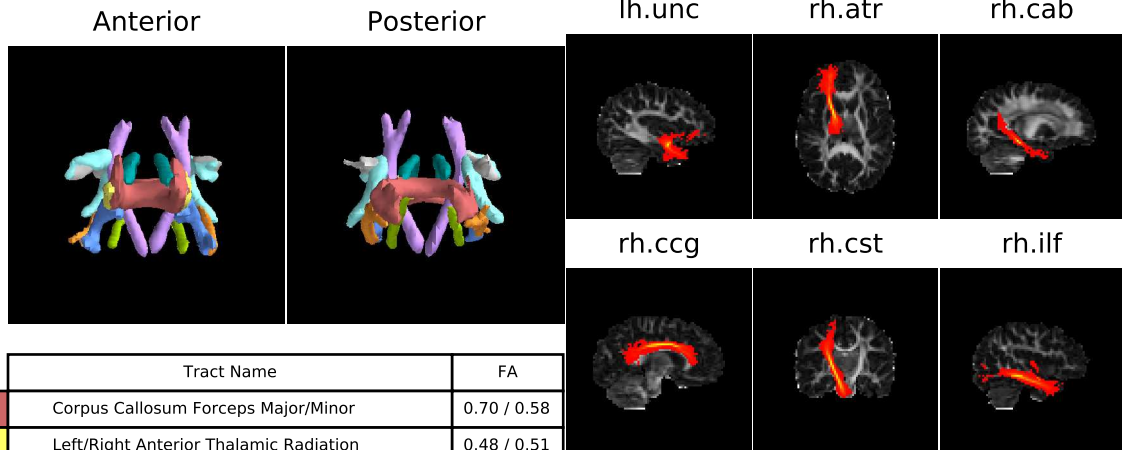 Anterior
Posterior
lh.unc
rh.atr
rh.cab
rh.ccg
rh.cst
rh.ilf
Tract Name FA
Corpus Callosum Forceps Major/Minor 0.70 / 0.58
Left/Right Anterior Thalamic Radiation 0.48 / 0.51